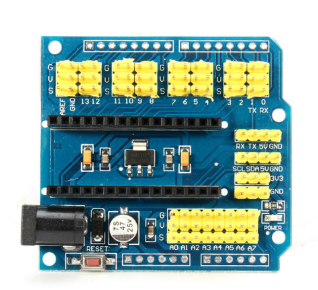 G G G G
V V V V
S S S S
AREF GND 13 12 11 10 9 8 7 6 5 4 3 2 1 0
TX RX
RX TX 5V GND
SCL SDA 5V GND
3V3
GND
G
V
S
POWER
47
25V
RESET
A0 A1 A2 A3 A4 A5 A6 A7